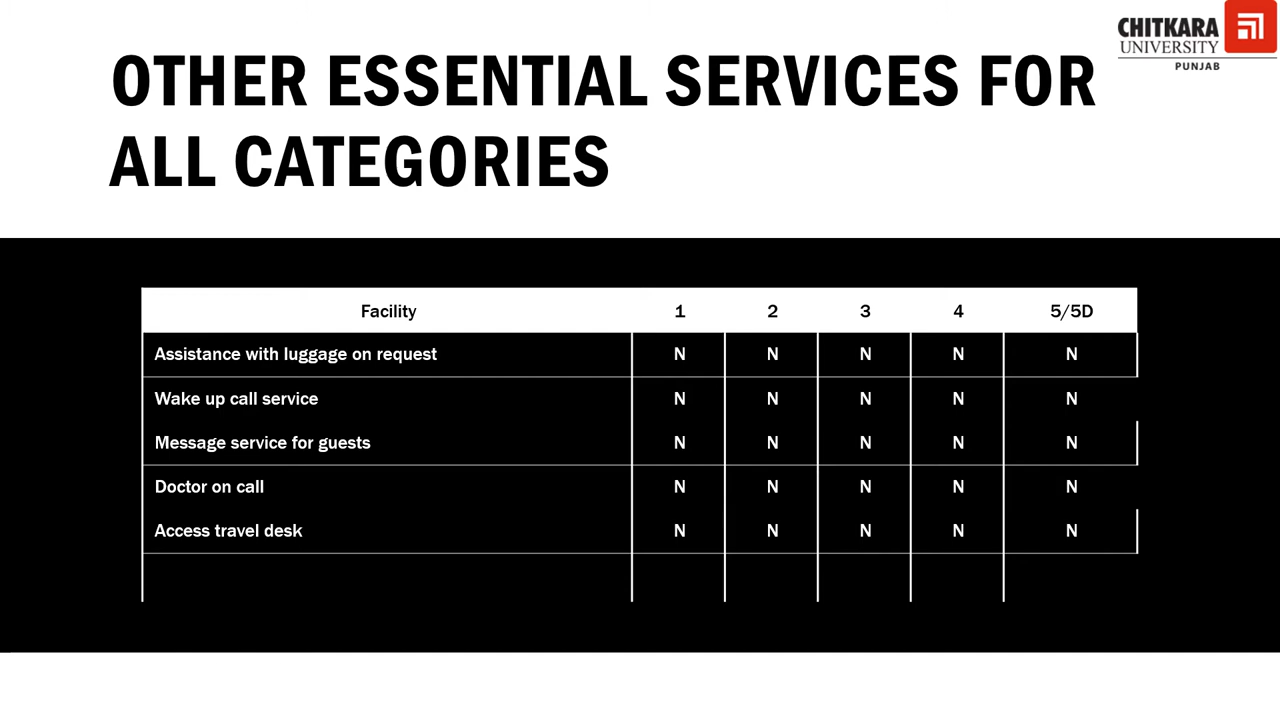 CHITKARA
UNIVERSITY
PUNJAB
OTHER ESSENTIAL SERVICES FOR
ALL CATEGORIES
Facility 1 2 3 4 5/5D
Assistance with luggage on request N N N N N
Wake up call service N N N N N
Message service for guests N N N N N
Doctor on call N N N N N
Access travel desk N N N N N